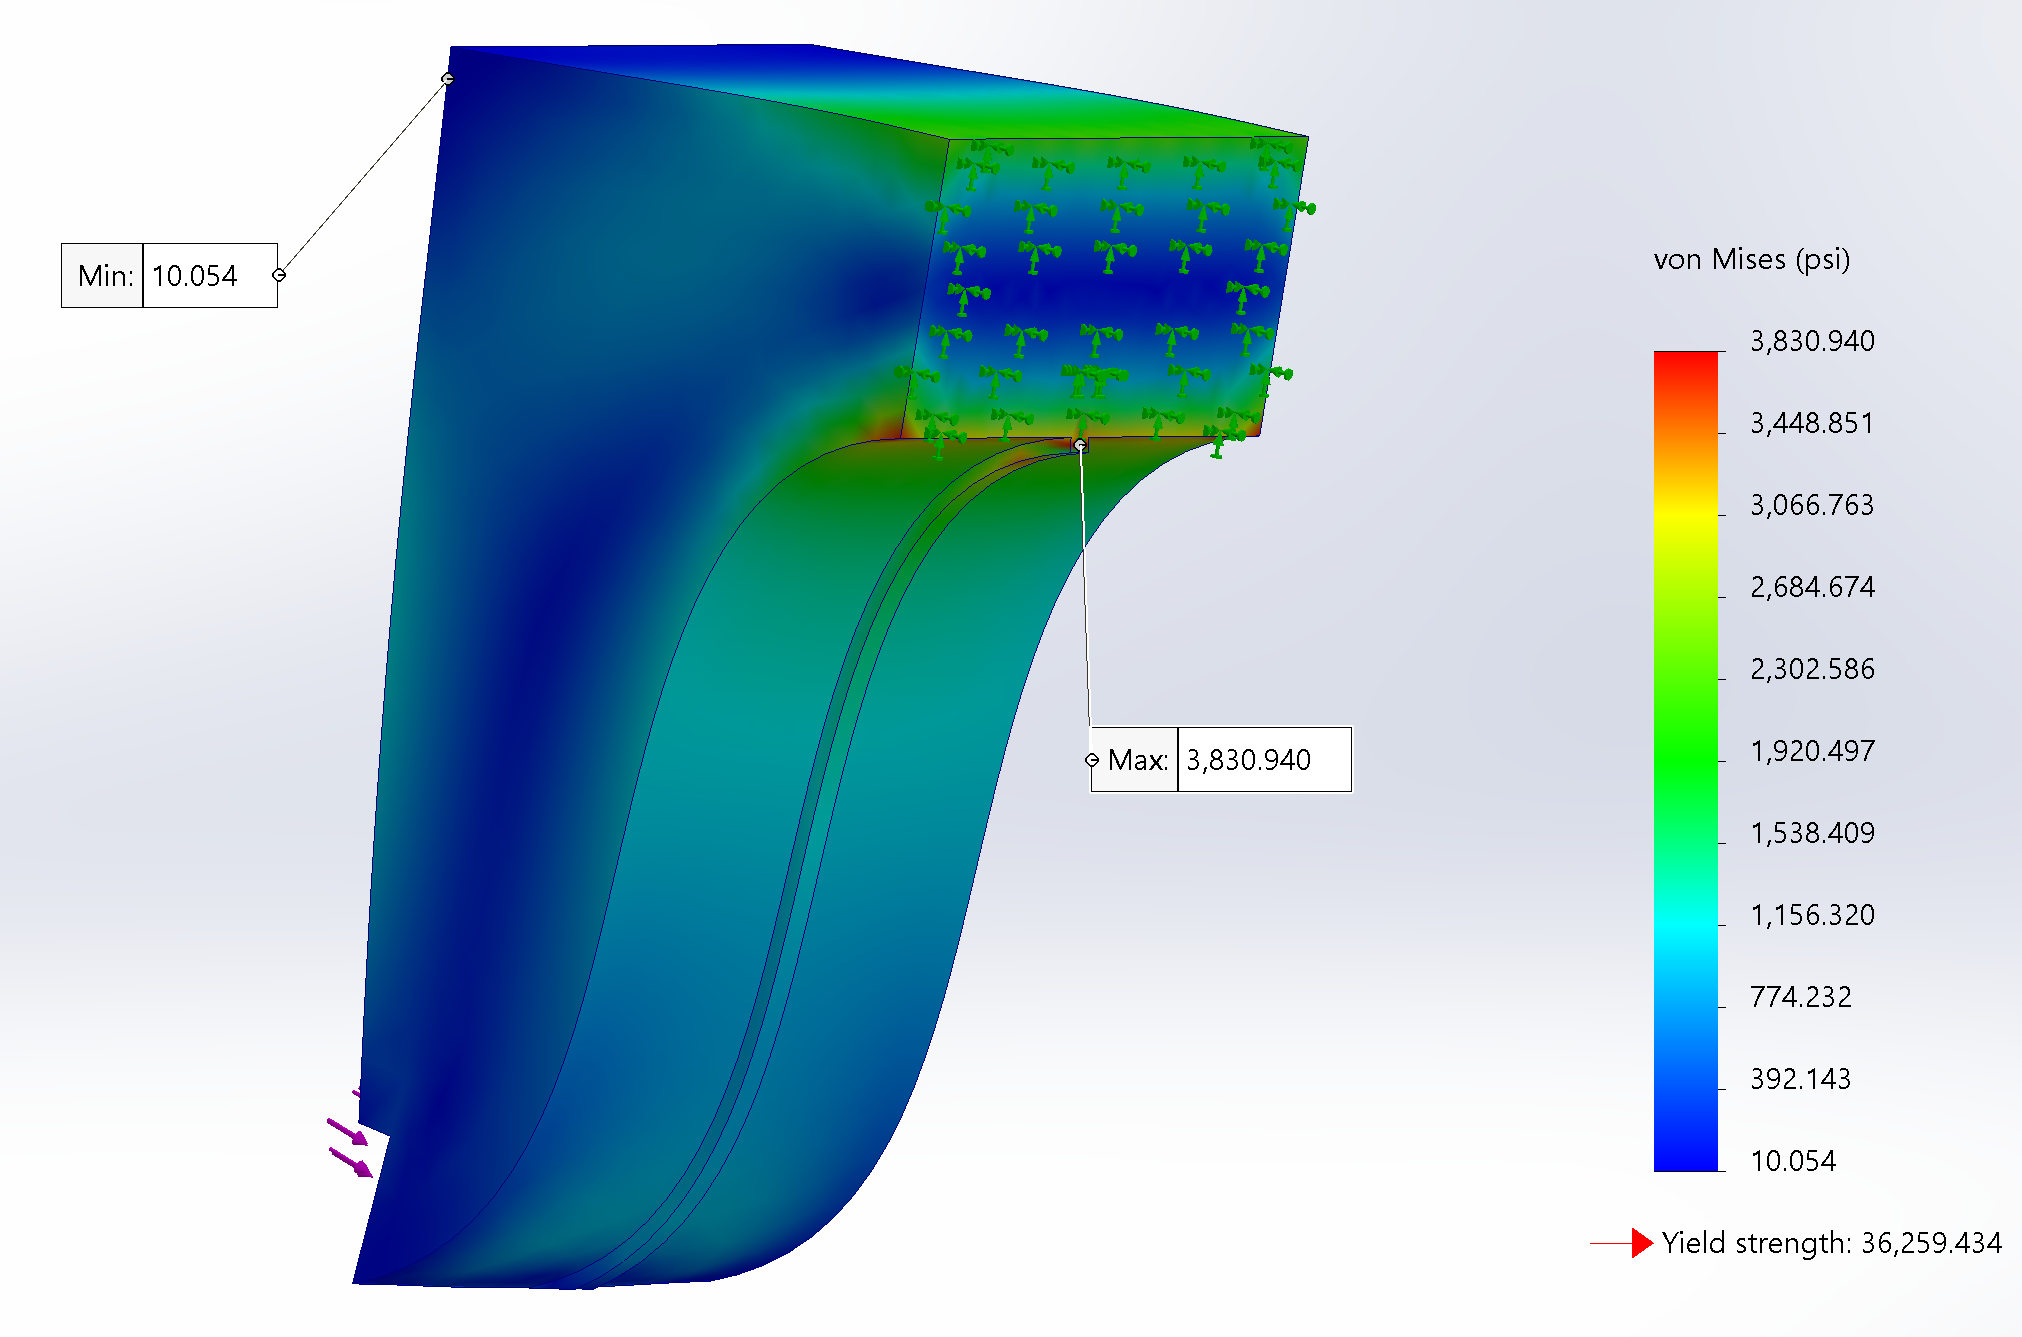 Min: 10.054
Max: 3,830.940
von Mises (psi)
3,830.940
3,448.851
3,066.763
2,684.674
2,302.586
1,920.497
1,538.409
1,156.320
774.232
392.143
10.054
Yield strength: 36,259.434